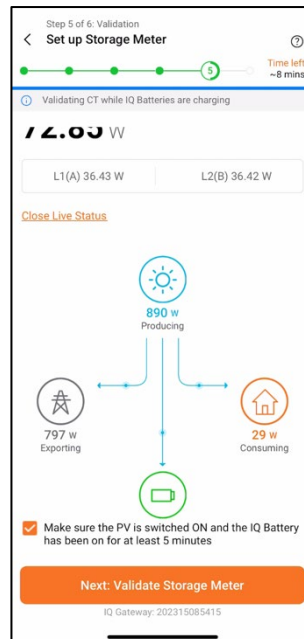 Step 5 of 6: Validation
Set up Storage Meter
5
Time left
~8 mins
Validating CT while IQ Batteries are charging
72.85 W
L1(A) 36.43 W
L2(B) 36.42 W
Close Live Status
890 W
Producing
797 W
Exporting
29 W
Consuming
Make sure the PV is switched ON and the IQ Battery
has been on for at least 5 minutes
Next: Validate Storage Meter
IQ Gateway: 202315085415